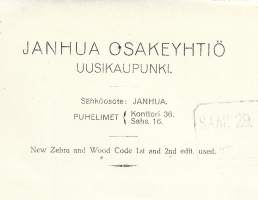 JANHUA OSAKEYHTIÖ
UUSIKAUPUNKI.
Sähköosote: JANHUA.
PUHELIMET { Konttori 36.
Saha 16.
New Zebra and Wood Code 1st and 2nd edit. used.